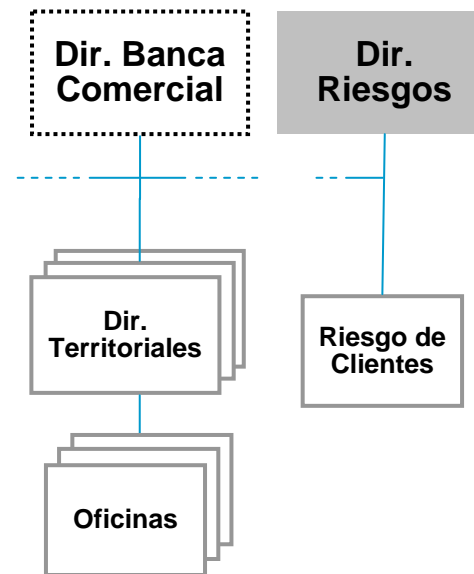 Dir. Banca
Comercial
Dir.
Riesgos
Dir.
Territoriales
Riesgo de
Clientes
Oficinas